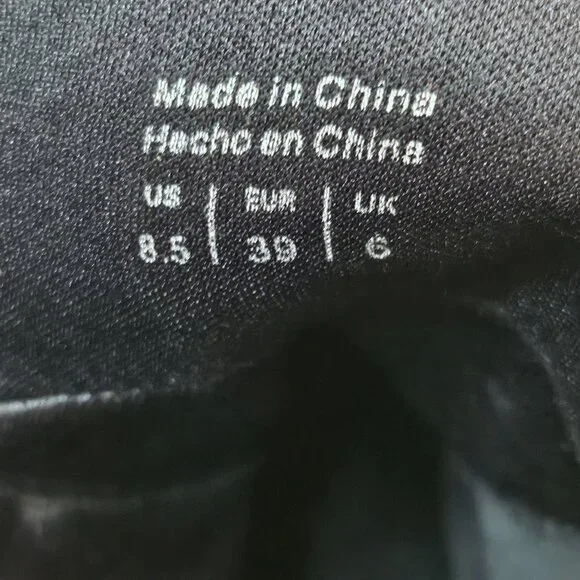 Made in China
Hecho en China
US | EUR | UK
8.5 | 39 | 6